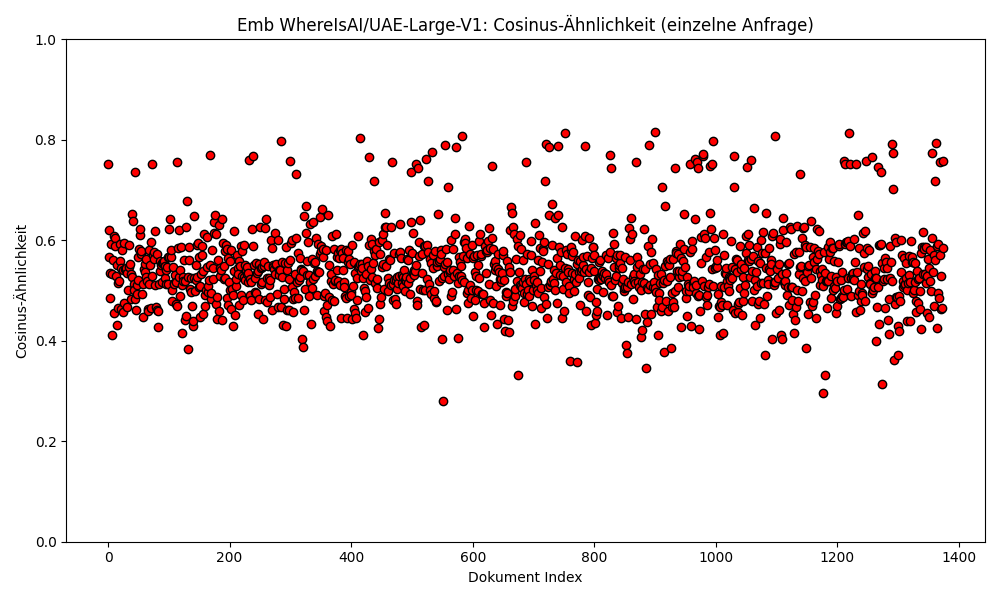 Emb WhereIsAI/UAE-Large-V1: Cosinus-Ähnlichkeit (einzelne Anfrage)
1.0
0.8
0.6
0.4
0.2
0.0
Cosinus-Ähnlichkeit
0 200 400 600 800 1000 1200 1400
Dokument Index